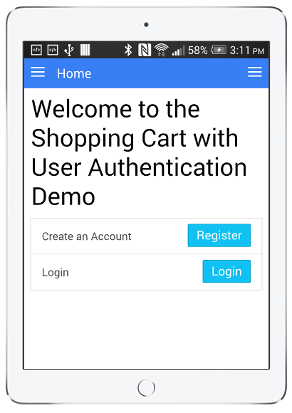 58% 3:11 PM
Home
Welcome to the
Shopping Cart with
User Authentication
Demo
Create an Account Register
Login Login